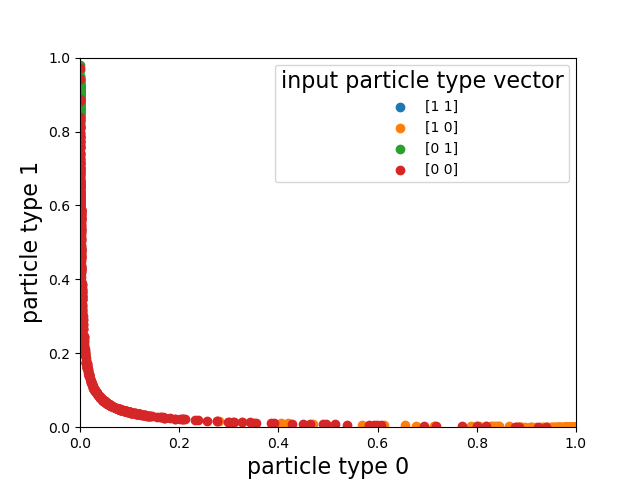 input particle type vector
[1 1]
[1 0]
[0 1]
[0 0]
particle type 1
1.0
0.8
0.6
0.4
0.2
0.0
0.0 0.2 0.4 0.6 0.8 1.0
particle type 0